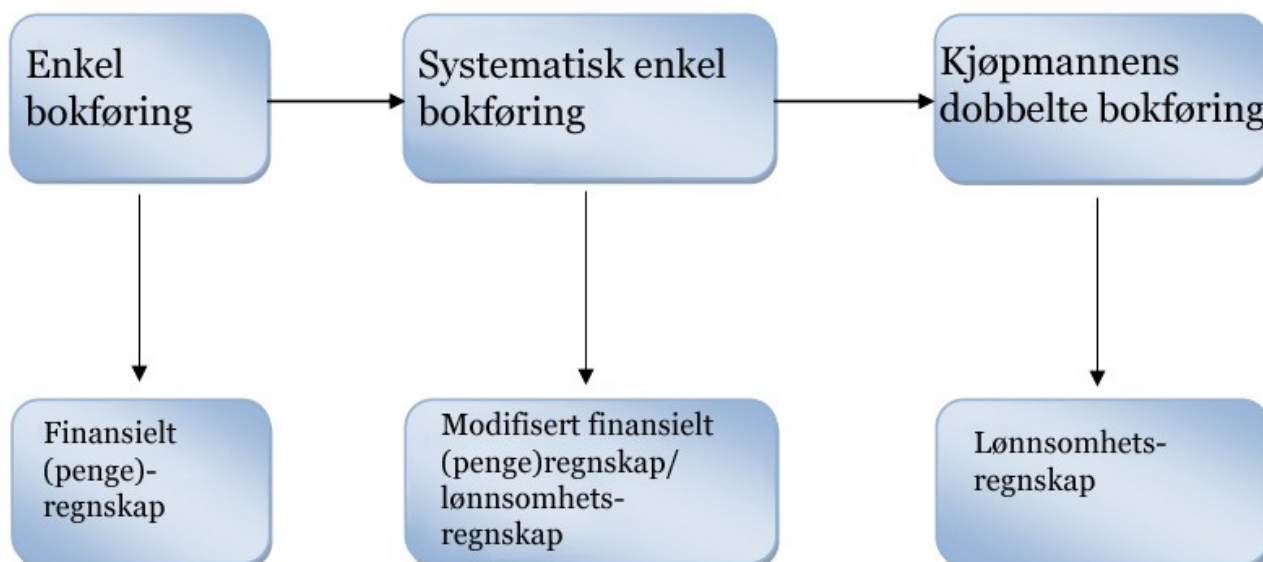 Enkel
bokføring
Systematisk enkel
bokføring
Kjøpmannens
dobbelte bokføring
Finansielt
(penge)-
regnskap
Modifisert finansielt
(penge)regnskap/
lønnsomhets-
regnskap
Lønnsomhets-
regnskap